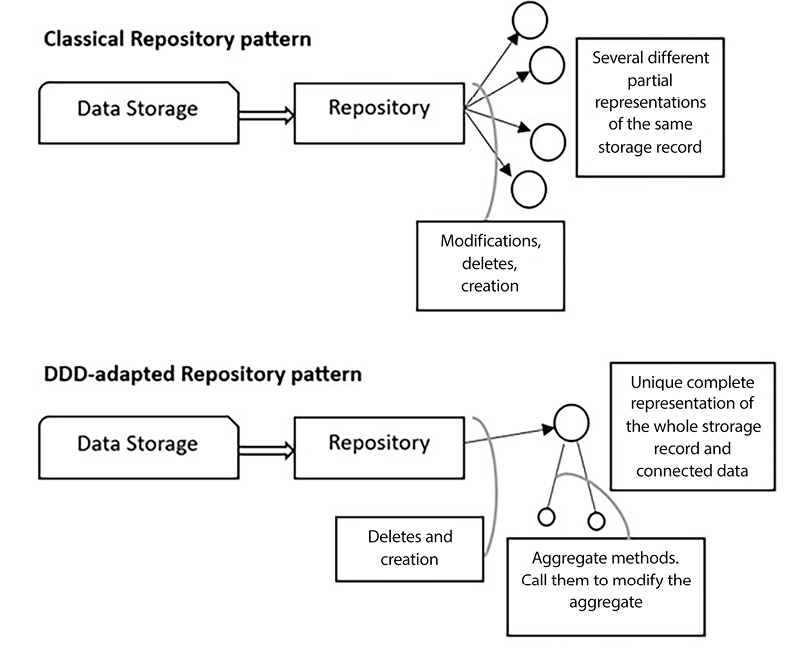 Classical Repository pattern
Data Storage
Repository
Several different
partial
representations
of the same
storage record
Modifications,
deletes,
creation
DDD-adapted Repository pattern
Data Storage
Repository
Unique complete
representation of
the whole strorage
record and
connected data
Deletes and
creation
Aggregate methods.
Call them to modify the
aggregate